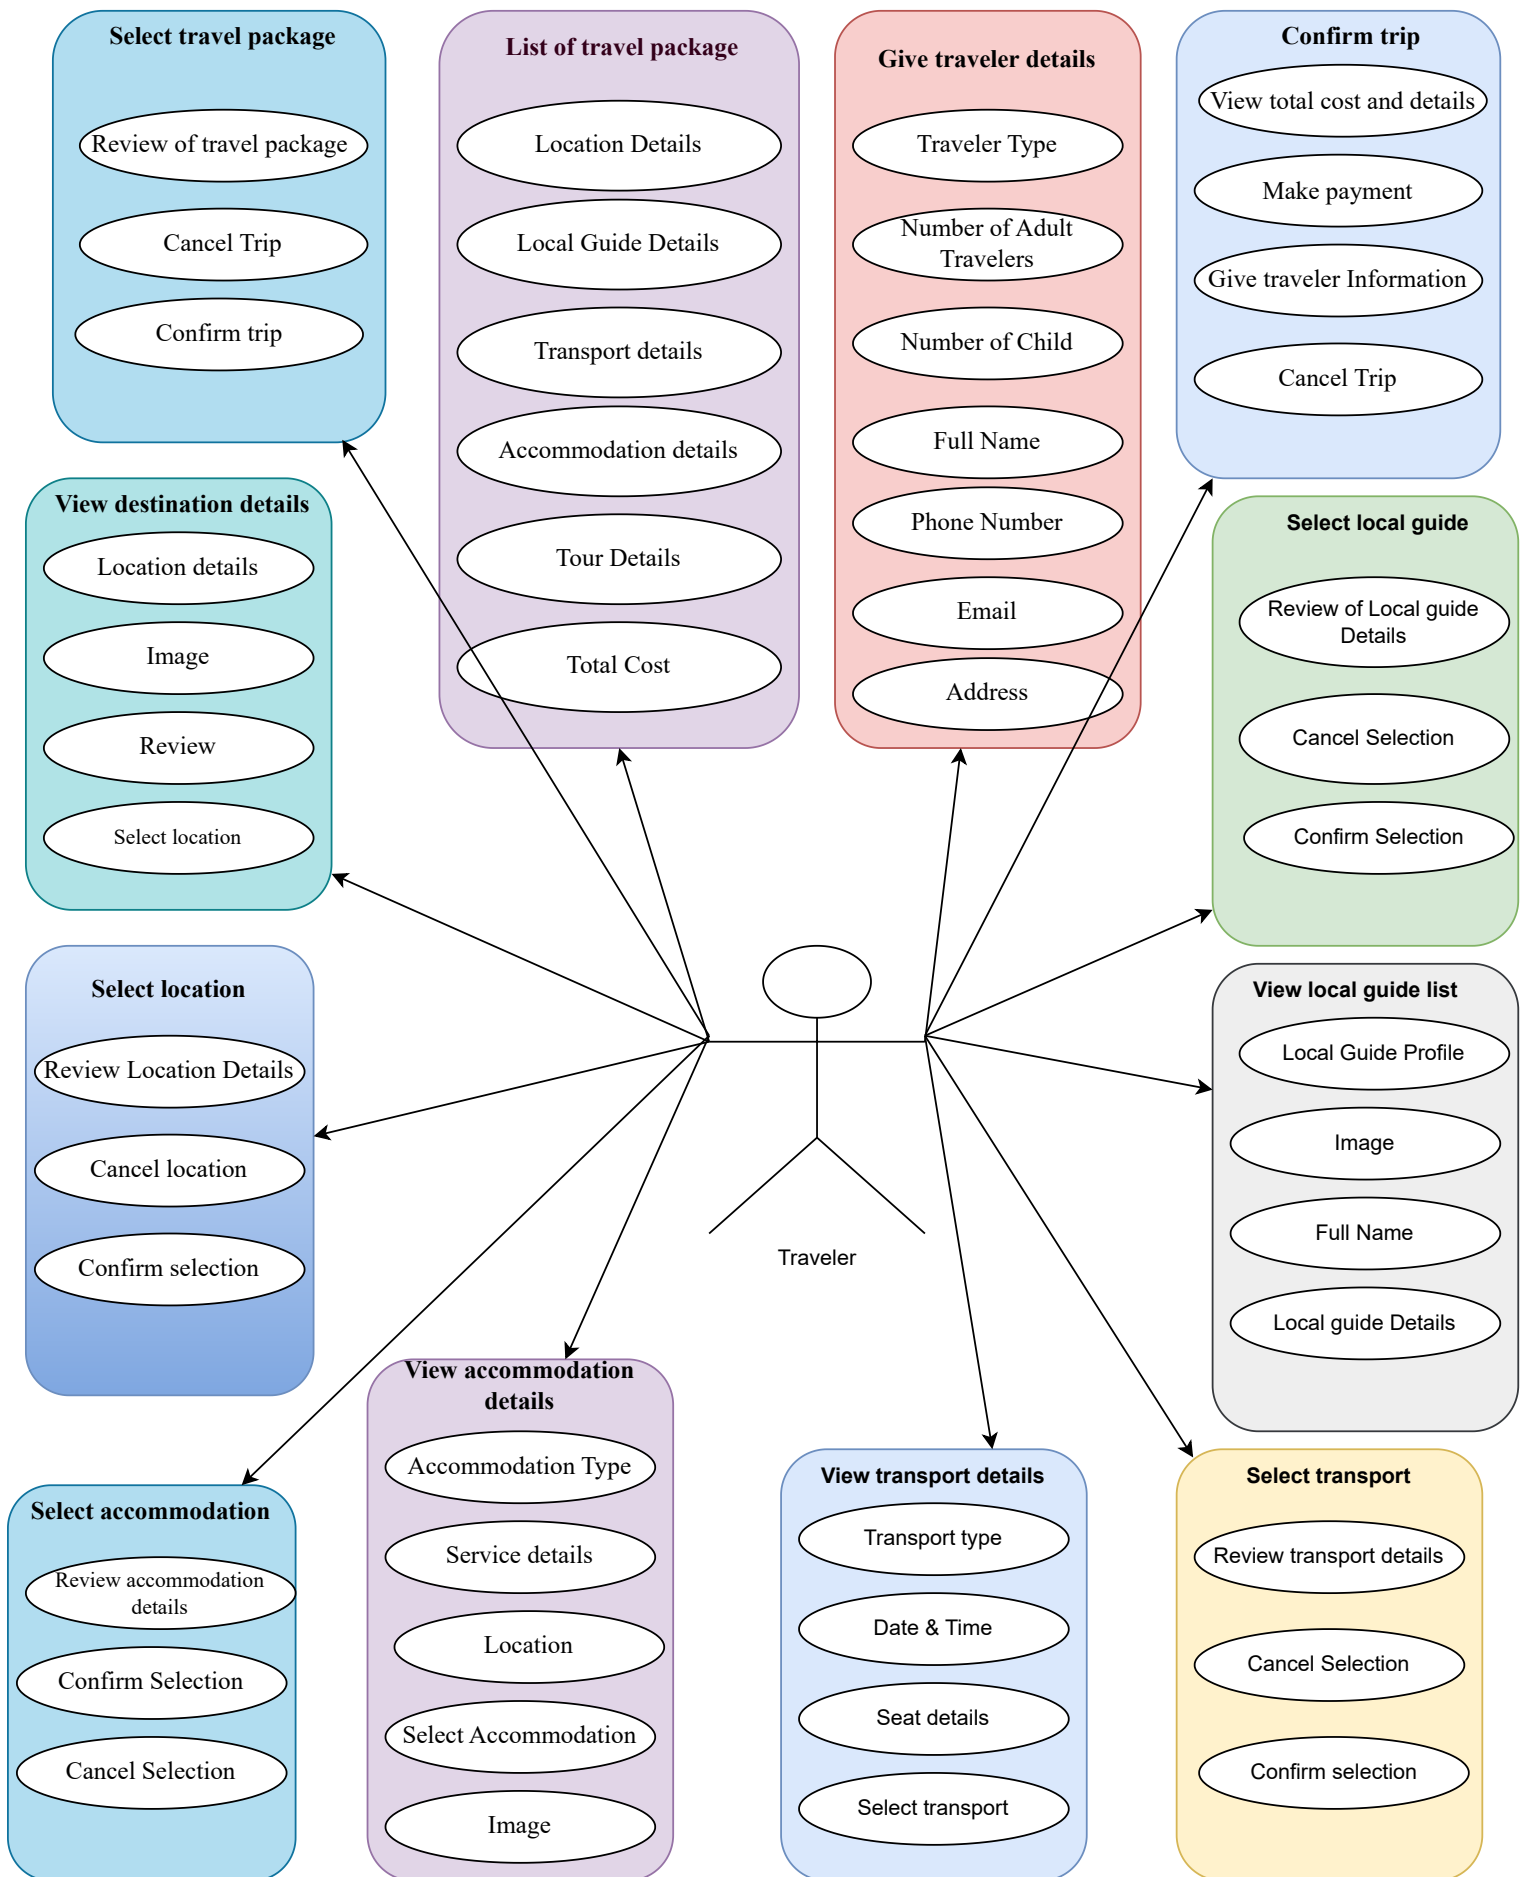 Select travel package
Review of travel package
Cancel Trip
Confirm trip
List of travel package
Location Details
Local Guide Details
Transport details
Accommodation details
Tour Details
Total Cost
Give traveler details
Traveler Type
Number of Adult
Travelers
Number of Child
Full Name
Phone Number
Email
Address
Confirm trip
View total cost and details
Make payment
Give traveler Information
Cancel Trip
View destination details
Location details
Image
Review
Select location
Select local guide
Review of Local guide
Details
Cancel Selection
Confirm Selection
Select location
Review Location Details
Cancel location
Confirm selection
Traveler
View local guide list
Local Guide Profile
Image
Full Name
Local guide Details
Select accommodation
Review accommodation
details
Confirm Selection
Cancel Selection
View accommodation
details
Accommodation Type
Service details
Location
Select Accommodation
Image
View transport details
Transport type
Date & Time
Seat details
Select transport
Select transport
Review transport details
Cancel Selection
Confirm selection